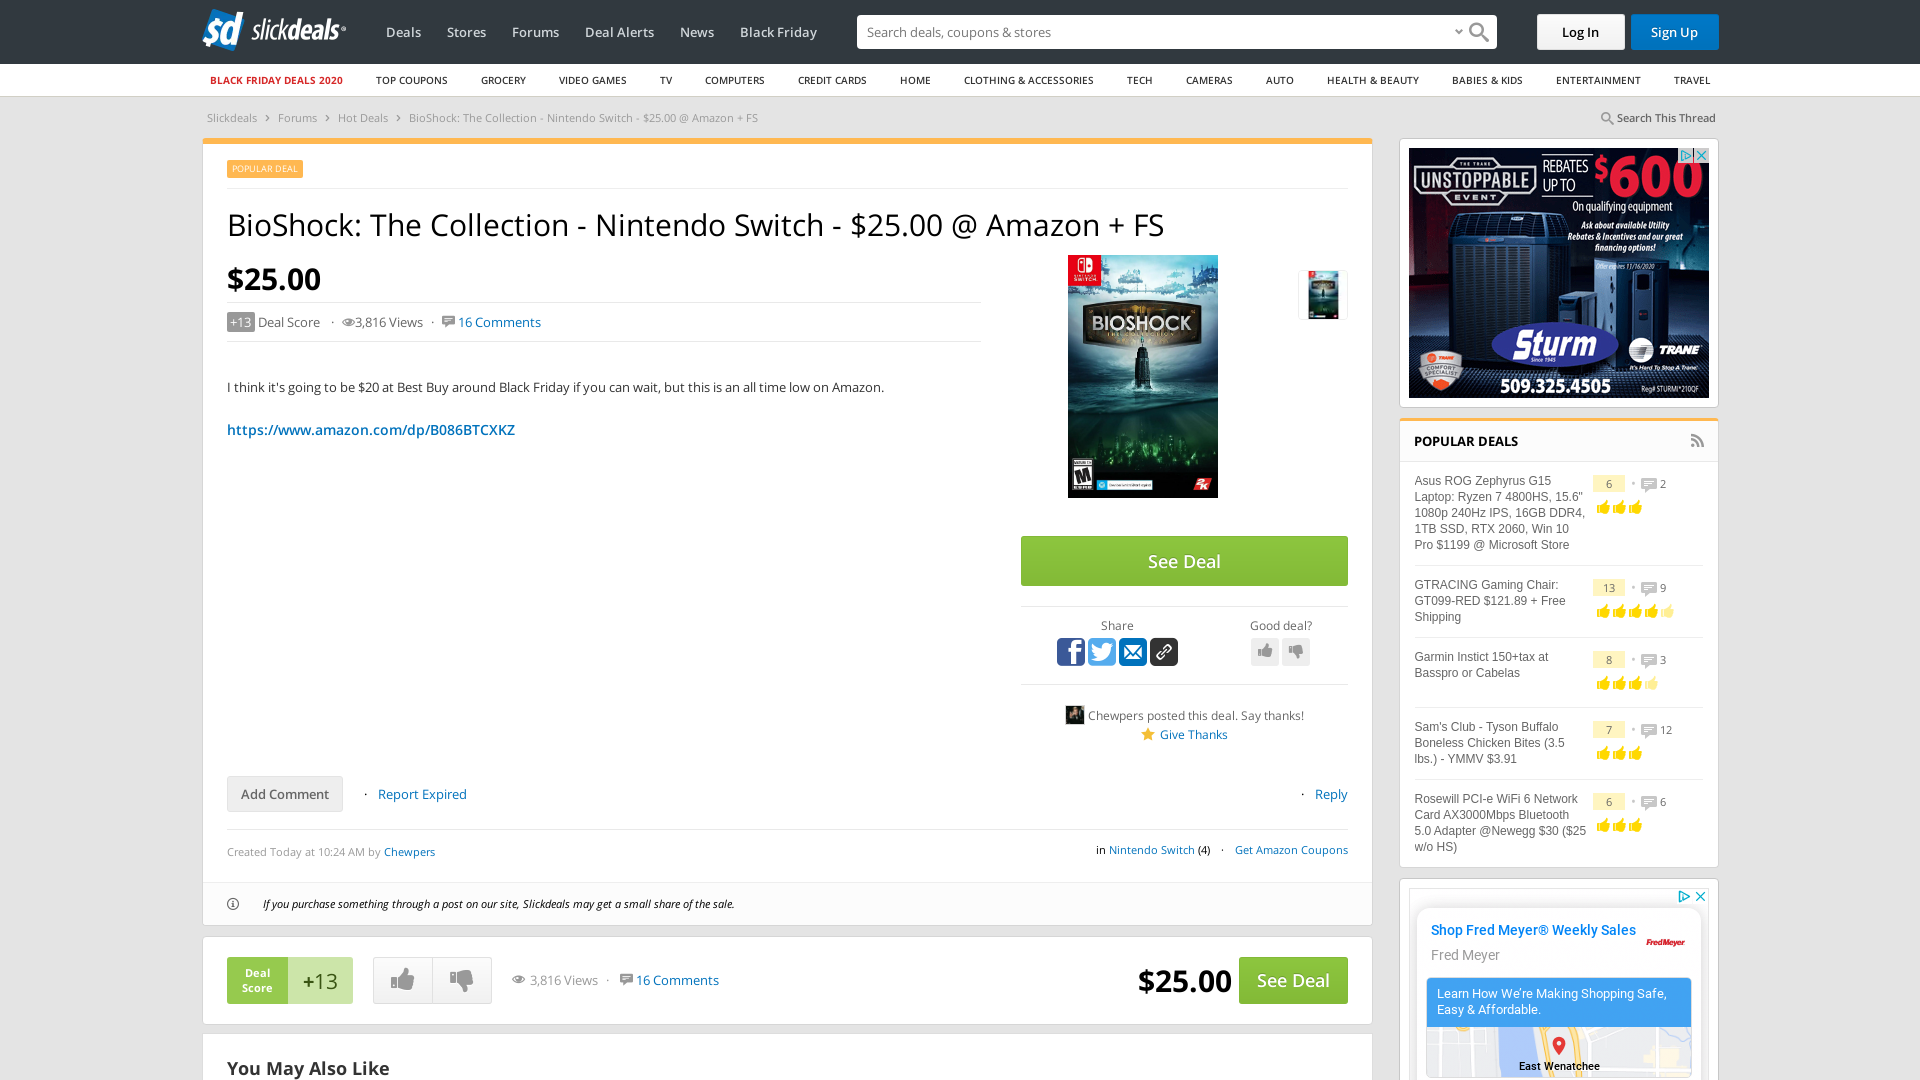 slickdeals
Deals
Stores
Forums
Deal Alerts
News
Black Friday
Search deals, coupons & stores
Log In
Sign Up
BLACK FRIDAY DEALS 2020
TOP COUPONS
GROCERY
VIDEO GAMES
TV
COMPUTERS
CREDIT CARDS
HOME
CLOTHING & ACCESSORIES
TECH
CAMERAS
AUTO
HEALTH & BEAUTY
BABIES & KIDS
ENTERTAINMENT
TRAVEL
Slickdeals › Forums › Hot Deals › BioShock: The Collection - Nintendo Switch - $25.00 @ Amazon + FS
Search This Thread
POPULAR DEAL
BioShock: The Collection - Nintendo Switch - $25.00 @ Amazon + FS
$25.00
+13 Deal Score · 3,816 Views · 16 Comments
I think it's going to be $20 at Best Buy around Black Friday if you can wait, but this is an all time low on Amazon.
https://www.amazon.com/dp/B086BTCXKZ
BIOSHOCK
THE COLLECTION
See Deal
Share
Good deal?
Chewpers posted this deal. Say thanks!
Give Thanks
Add Comment · Report Expired
· Reply
Created Today at 10:24 AM by Chewpers
in Nintendo Switch (4) · Get Amazon Coupons
If you purchase something through a post on our site, Slickdeals may get a small share of the sale.
Deal
Score
+13
3,816 Views · 16 Comments
$25.00
See Deal
You May Also Like
THE TRANE
UNSTOPPABLE
EVENT
REBATES
UP TO
$600
On qualifying equipment
Ask about available Utility
Rebates & Incentives and our great
financing options!
Offer expires 11/16/2020
Sturm
Since 1945
TRANE
It's Hard To Stop A Trane.
TRANE
COMFORT
SPECIALIST
509.325.4505
Reg# STURMI*210QF
POPULAR DEALS
Asus ROG Zephyrus G15
Laptop: Ryzen 7 4800HS, 15.6"
1080p 240Hz IPS, 16GB DDR4,
1TB SSD, RTX 2060, Win 10
Pro $1199 @ Microsoft Store
6 • 2
GTRACING Gaming Chair:
GT099-RED $121.89 + Free
Shipping
13 • 9
Garmin Instict 150+tax at
Basspro or Cabelas
8 • 3
Sam's Club - Tyson Buffalo
Boneless Chicken Bites (3.5
lbs.) - YMMV $3.91
7 • 12
Rosewill PCI-e WiFi 6 Network
Card AX3000Mbps Bluetooth
5.0 Adapter @Newegg $30 ($25
w/o HS)
6 • 6
Shop Fred Meyer® Weekly Sales
Fred Meyer
FredMeyer
Learn How We're Making Shopping Safe,
Easy & Affordable.
East Wenatchee